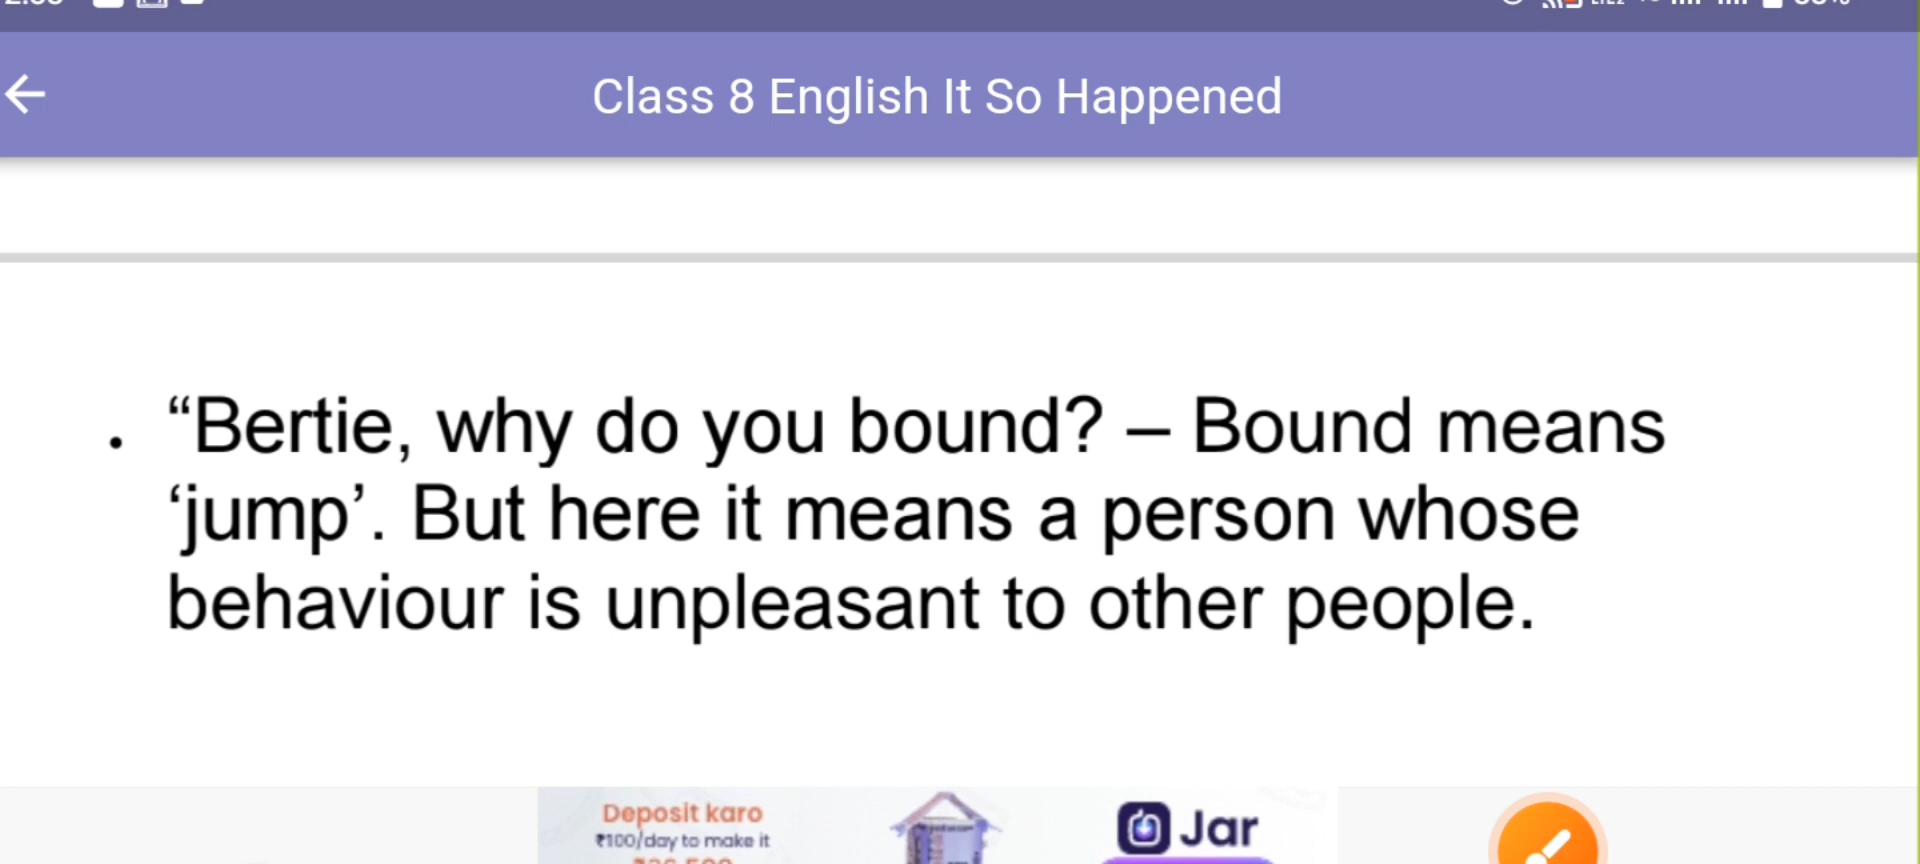 Class 8 English It So Happened
. “Bertie, why do you bound? – Bound means
‘jump’. But here it means a person whose
behaviour is unpleasant to other people.
Deposit karo
₹100/day to make it
Jar